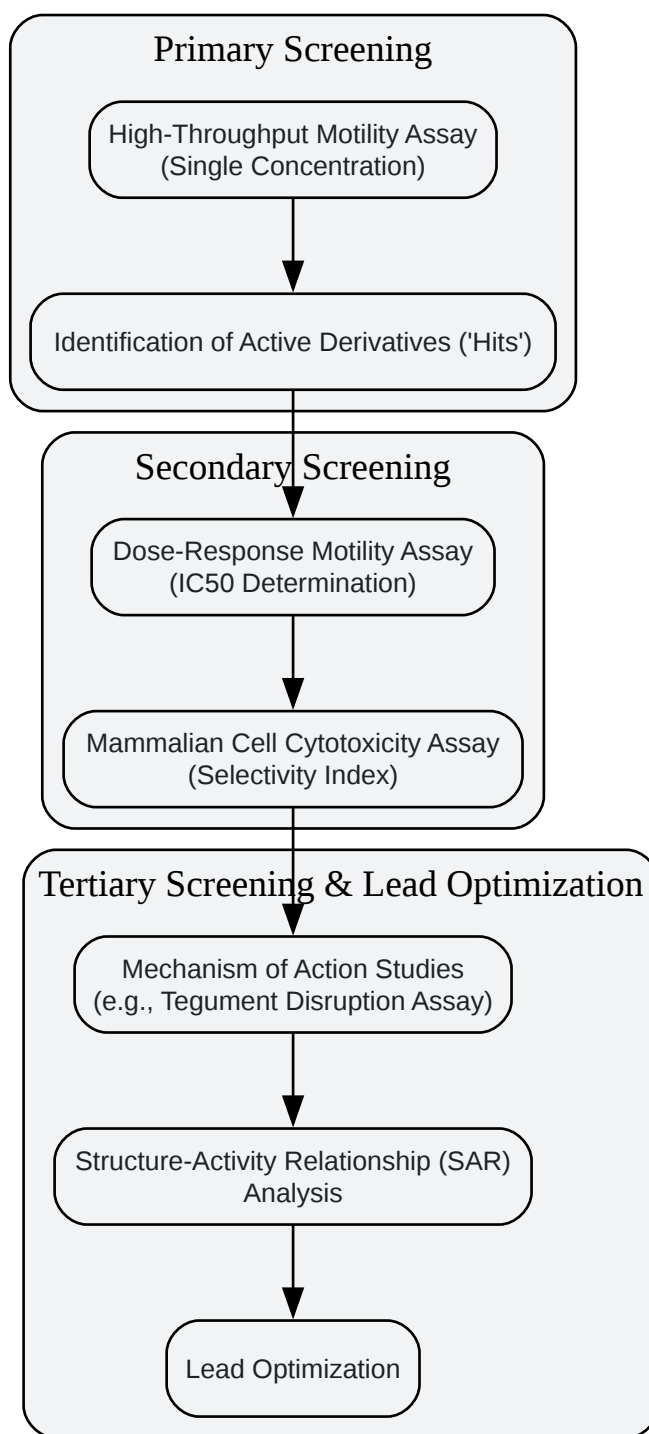 Primary Screening
High-Throughput Motility Assay
(Single Concentration)
Identification of Active Derivatives ('Hits')
Secondary Screening
Dose-Response Motility Assay
(IC50 Determination)
Mammalian Cell Cytotoxicity Assay
(Selectivity Index)
Tertiary Screening & Lead Optimization
Mechanism of Action Studies
(e.g., Tegument Disruption Assay)
Structure-Activity Relationship (SAR)
Analysis
Lead Optimization